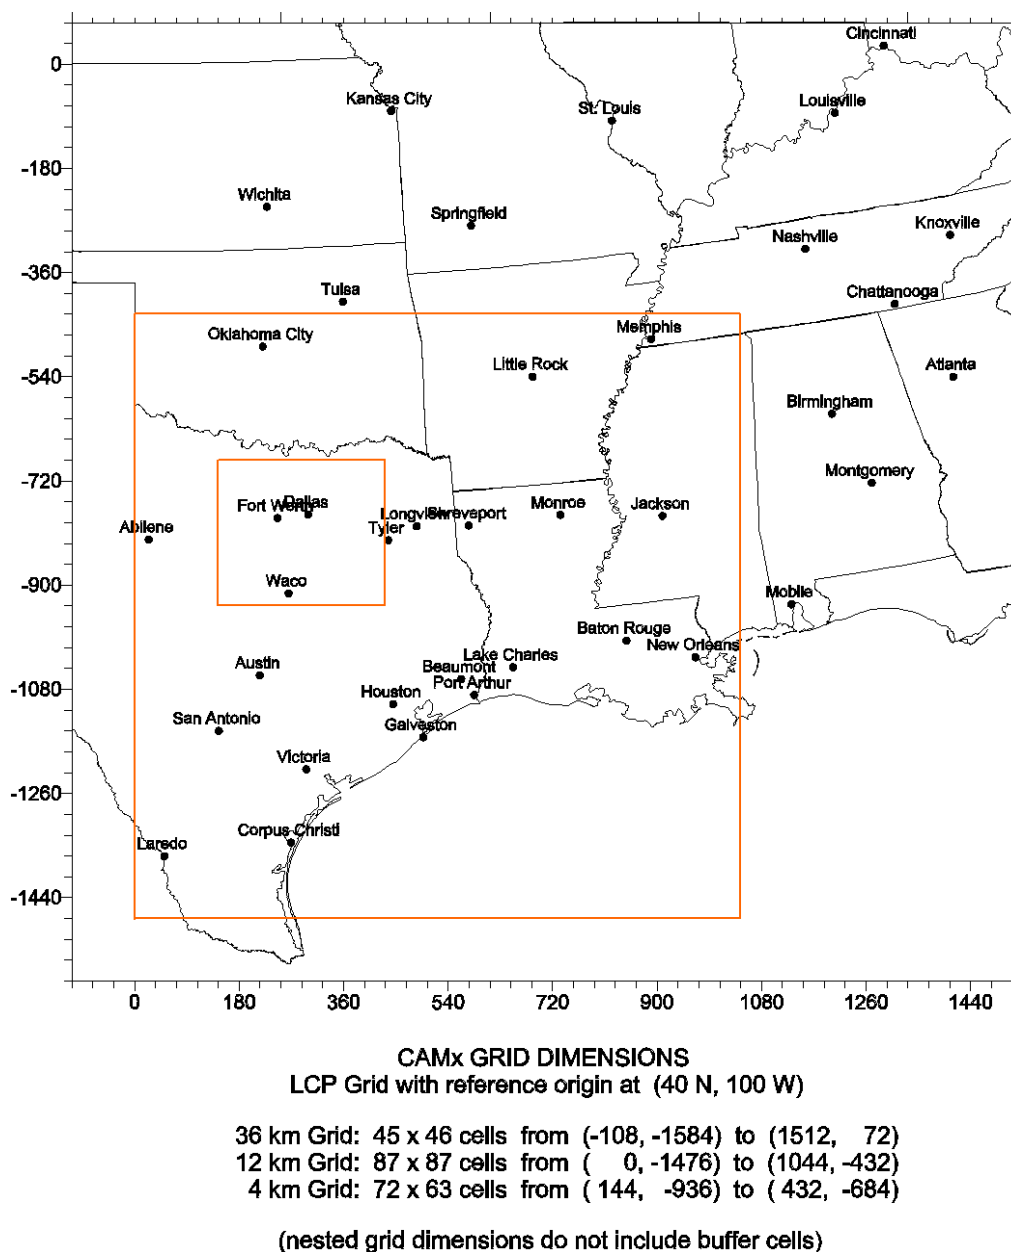 Cincinnati
0
Kansas City
St. Louis
Louisville
-180
Wichita
Springfield
Knoxville
Nashville
-360
Tulsa
Chattanooga
Oklahoma City
Memphis
Little Rock
Atlanta
-540
Birmingham
Montgomery
-720
Fort Worth
Dallas
Longview
Shreveport
Monroe
Jackson
Abilene
Tyler
Waco
-900
Mobile
Baton Rouge
New Orleans
Austin
Lake Charles
Beaumont
Port Arthur
-1080
Houston
San Antonio
Galveston
Victoria
-1260
Corpus Christi
Laredo
-1440
0 180 360 540 720 900 1080 1260 1440
CAMx GRID DIMENSIONS
LCP Grid with reference origin at (40 N, 100 W)
36 km Grid: 45 x 46 cells from (-108, -1584) to (1512, 72)
12 km Grid: 87 x 87 cells from ( 0, -1476) to (1044, -432)
4 km Grid: 72 x 63 cells from ( 144, -936) to ( 432, -684)
(nested grid dimensions do not include buffer cells)